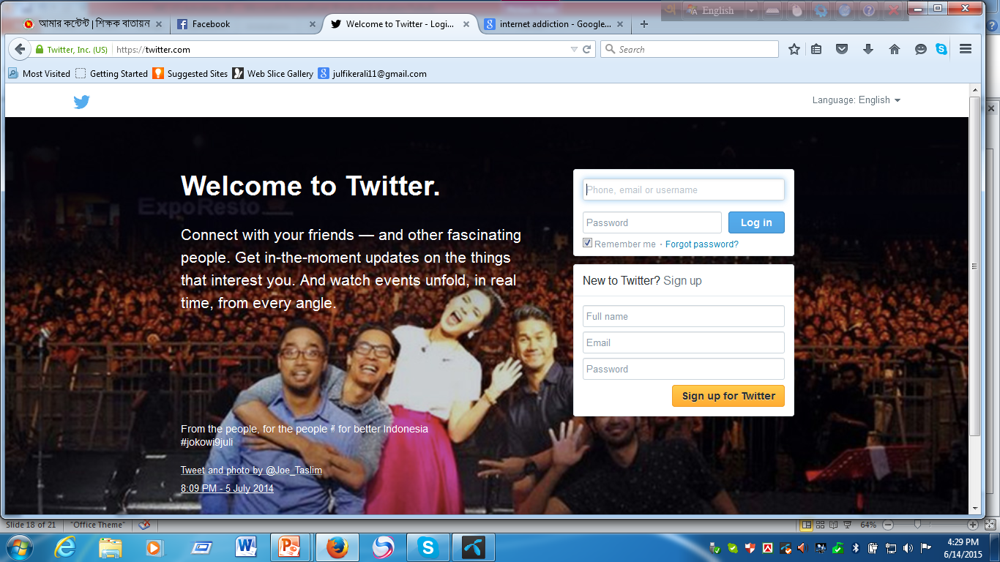 English
আমার কন্টেন্ট | শিক্ষক বাতায়ন
Facebook
Welcome to Twitter - Logi...
internet addiction - Google...
Twitter, Inc. (US)
https://twitter.com
Search
Most Visited
Getting Started
Suggested Sites
Web Slice Gallery
julfikerali11@gmail.com
Language: English
Welcome to Twitter.
ExpoResto
Connect with your friends — and other fascinating
people. Get in-the-moment updates on the things
that interest you. And watch events unfold, in real
time, from every angle.
Phone, email or username
Password
Log in
Remember me · Forgot password?
New to Twitter? Sign up
Full name
Email
Password
Sign up for Twitter
From the people, for the people ✌ for better Indonesia
#jokowi9juli
Tweet and photo by @Joe_Taslim
8:09 PM - 5 July 2014
Slide 18 of 21
"Office Theme"
64%
4:29 PM
6/14/2015